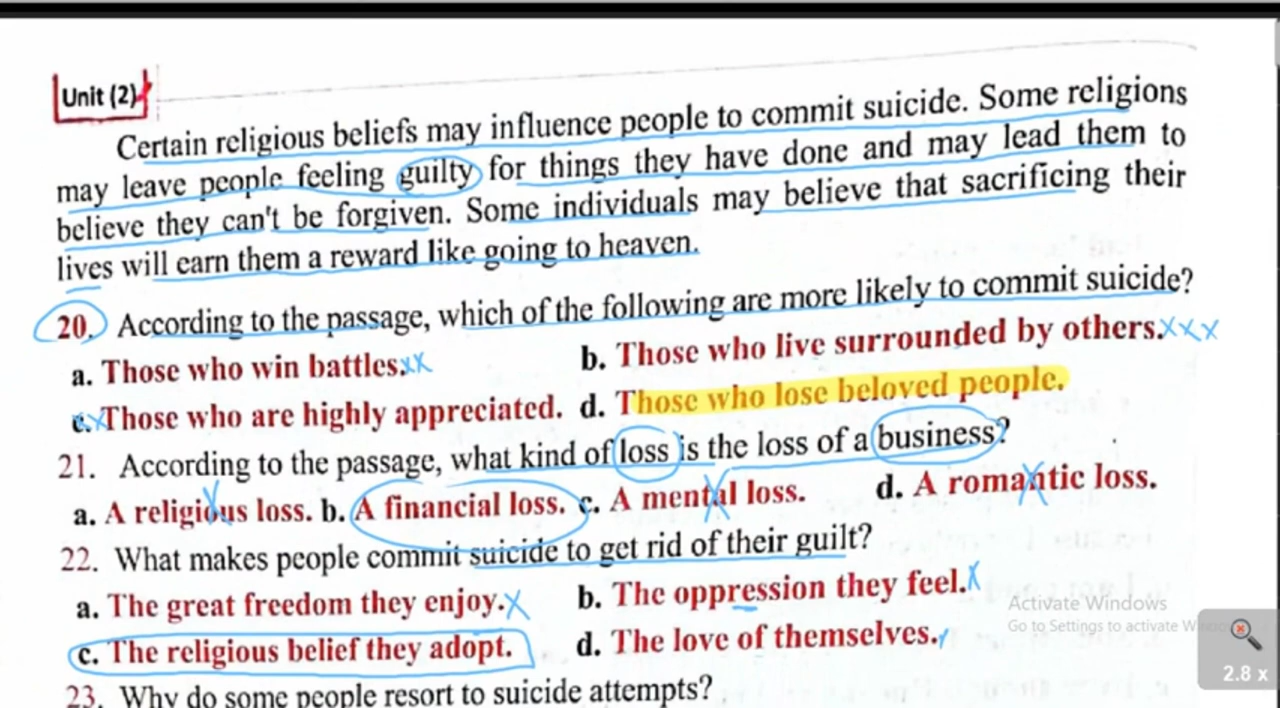 Unit (2)
Certain religious beliefs may influence people to commit suicide. Some religions
may leave people feeling guilty for things they have done and may lead them to
believe they can't be forgiven. Some individuals may believe that sacrificing their
lives will earn them a reward like going to heaven.
20. According to the passage, which of the following are more likely to commit suicide?
a. Those who win battles. b. Those who live surrounded by others.
c. Those who are highly appreciated. d. Those who lose beloved people.
21. According to the passage, what kind of loss is the loss of a business?
a. A religious loss. b. A financial loss. c. A mental loss. d. A romantic loss.
22. What makes people commit suicide to get rid of their guilt?
a. The great freedom they enjoy. b. The oppression they feel.
c. The religious belief they adopt. d. The love of themselves.
23. Why do some people resort to suicide attempts?
Activate Windows
Go to Settings to activate
2.8 x